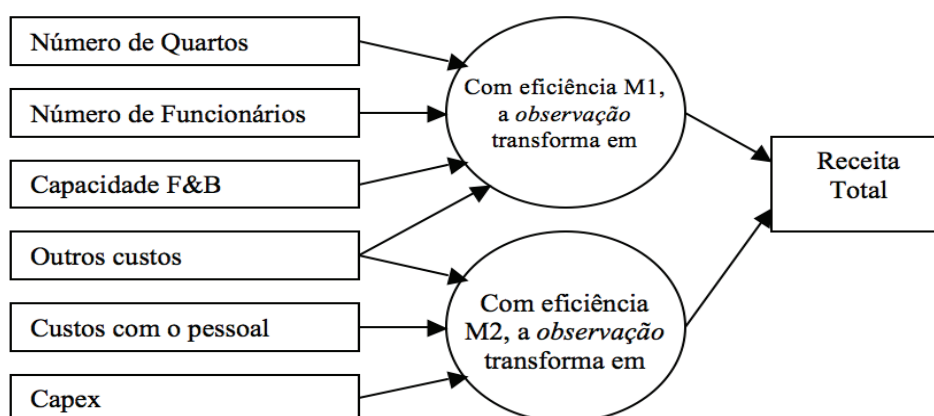 Número de Quartos
Número de Funcionários
Capacidade F&B
Outros custos
Custos com o pessoal
Capex
Com eficiência M1,
a observação
transforma em
Com eficiência
M2, a observação
transforma em
Receita
Total